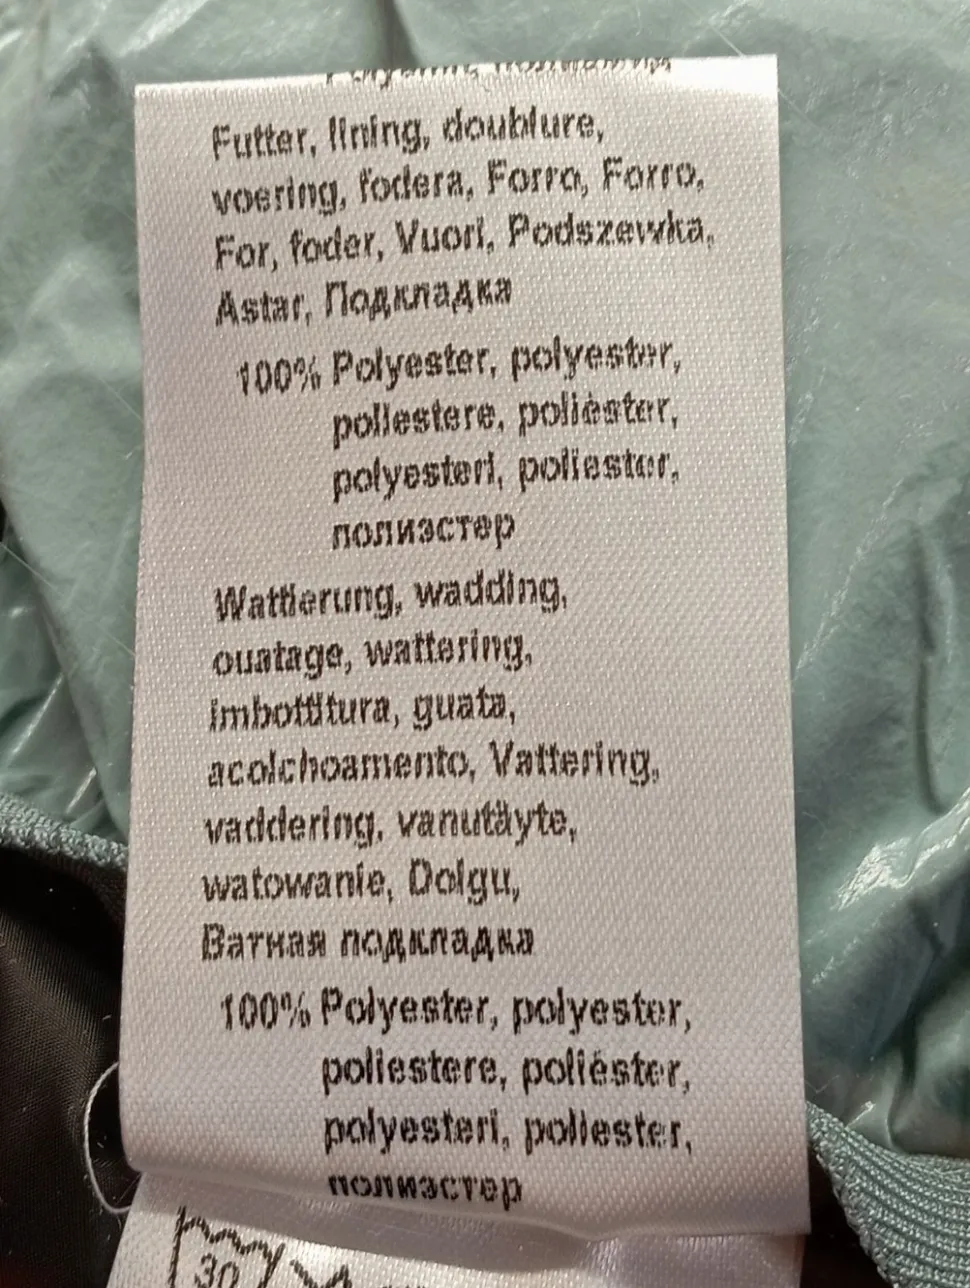 Futter, lining, doublure,
voering, fodera, Forro, Forro,
For, foder, Vuori, Podszewka,
Astar, Подкладка
100% Polyester, polyester,
poliestere, poliéster,
polyesteri, poliester,
полиэстер
Wattierung, wadding,
ouatage, wattering,
imbottitura, guata,
acolchoamento, Vattering,
vaddering, vanutäyte,
watowanie, Dolgu,
Ватная подкладка
100% Polyester, polyester,
poliestere, poliéster,
polyesteri, poliester,
полиэстер
30